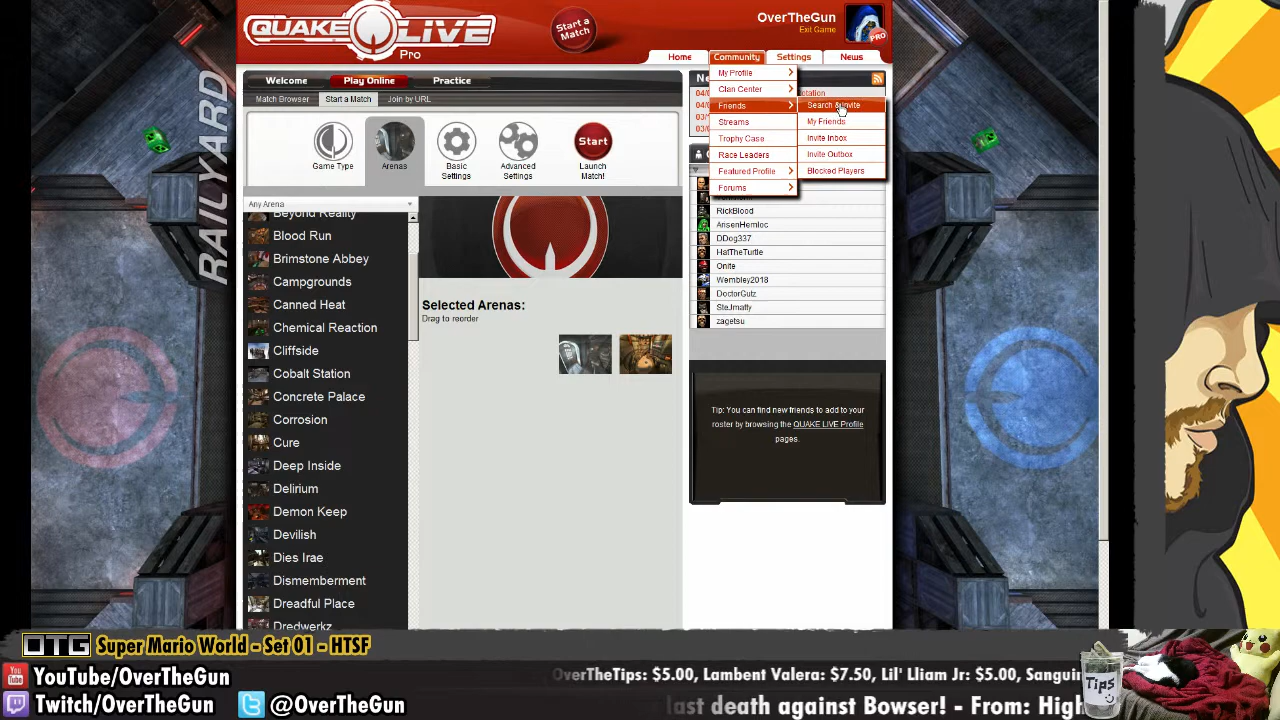 QUAKE LIVE
Pro
Start a Match
OverTheGun
Exit Game
PRO
Home
Community
Settings
News
Welcome
Play Online
Practice
Match Browser
Start a Match
Join by URL
Game Type
Arenas
Basic Settings
Advanced Settings
Start
Launch Match!
Any Arena
Beyond Reality
Blood Run
Brimstone Abbey
Campgrounds
Canned Heat
Chemical Reaction
Cliffside
Cobalt Station
Concrete Palace
Corrosion
Cure
Deep Inside
Delirium
Demon Keep
Devilish
Dies Irae
Dismemberment
Dreadful Place
Dredwerkz
Selected Arenas:
Drag to reorder
My Profile
Clan Center
Friends
Streams
Trophy Case
Race Leaders
Featured Profile
Forums
Search & Invite
My Friends
Invite Inbox
Invite Outbox
Blocked Players
RickBlood
ArisenHemloc
DDog337
HatTheTurtle
Onite
Wembley2018
DoctorGutz
SteJmatty
zagetsu
Tip: You can find new friends to add to your
roster by browsing the QUAKE LIVE Profile
pages.
RAILYARD
OTG Super Mario World - Set 01 - HTSF
YouTube/OverTheGun
OverTheTips: $5.00, Lambent Valera: $7.50, Lil' Lliam Jr: $5.00, Sanguin
Twitch/OverTheGun
@OverTheGun
last death against Bowser! - From: High
Tips